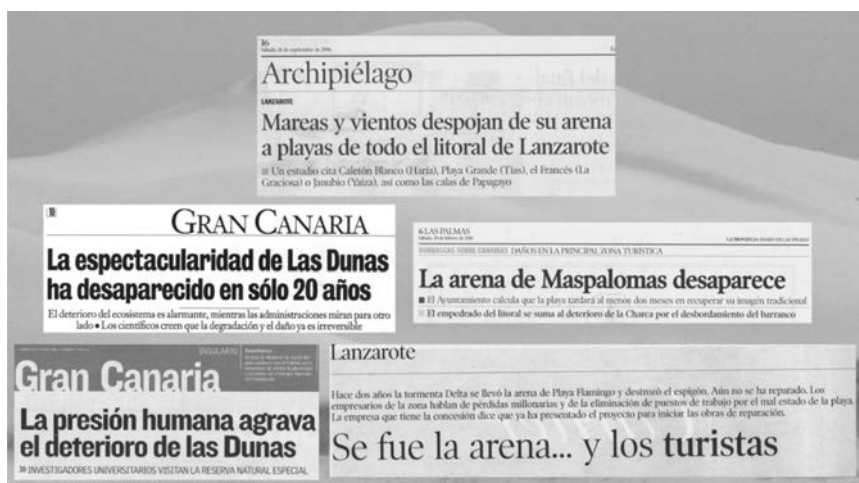 16
Archipiélago
LANZAROTE
Mareas y vientos despojan de su arena
a playas de todo el litoral de Lanzarote
Un estudio cita Caletón Blanco (Haría), Playa Grande (Tías), el Francés (La
Graciosa) o Janubio (Yaiza), así como las calas de Papagayo
GRAN CANARIA
La espectacularidad de Las Dunas
ha desaparecido en sólo 20 años
El deterioro del ecosistema es alarmante, mientras las administraciones miran para otro
lado • Los científicos creen que la degradación y el daño ya es irreversible
6 LAS PALMAS
BORRASCAS SOBRE CANARIAS DAÑOS EN LA PRINCIPAL ZONA TURÍSTICA
La arena de Maspalomas desaparece
■ El Ayuntamiento calcula que la playa tardará al menos dos meses en recuperar su imagen tradicional
■ El empedrado del litoral se suma al deterioro de la Charca por el desbordamiento del barranco
INSULARIO
Gran Canaria
La presión humana agrava
el deterioro de las Dunas
» INVESTIGADORES UNIVERSITARIOS VISITAN LA RESERVA NATURAL ESPECIAL
Lanzarote
Hace dos años la tormenta Delta se llevó la arena de Playa Flamingo y destrozó el espigón. Aún no se ha reparado. Los
empresarios de la zona hablan de pérdidas millonarias y de la eliminación de puestos de trabajo por el mal estado de la playa.
La empresa que tiene la concesión dice que ya ha presentado el proyecto para iniciar las obras de reparación.
Se fue la arena... y los turistas